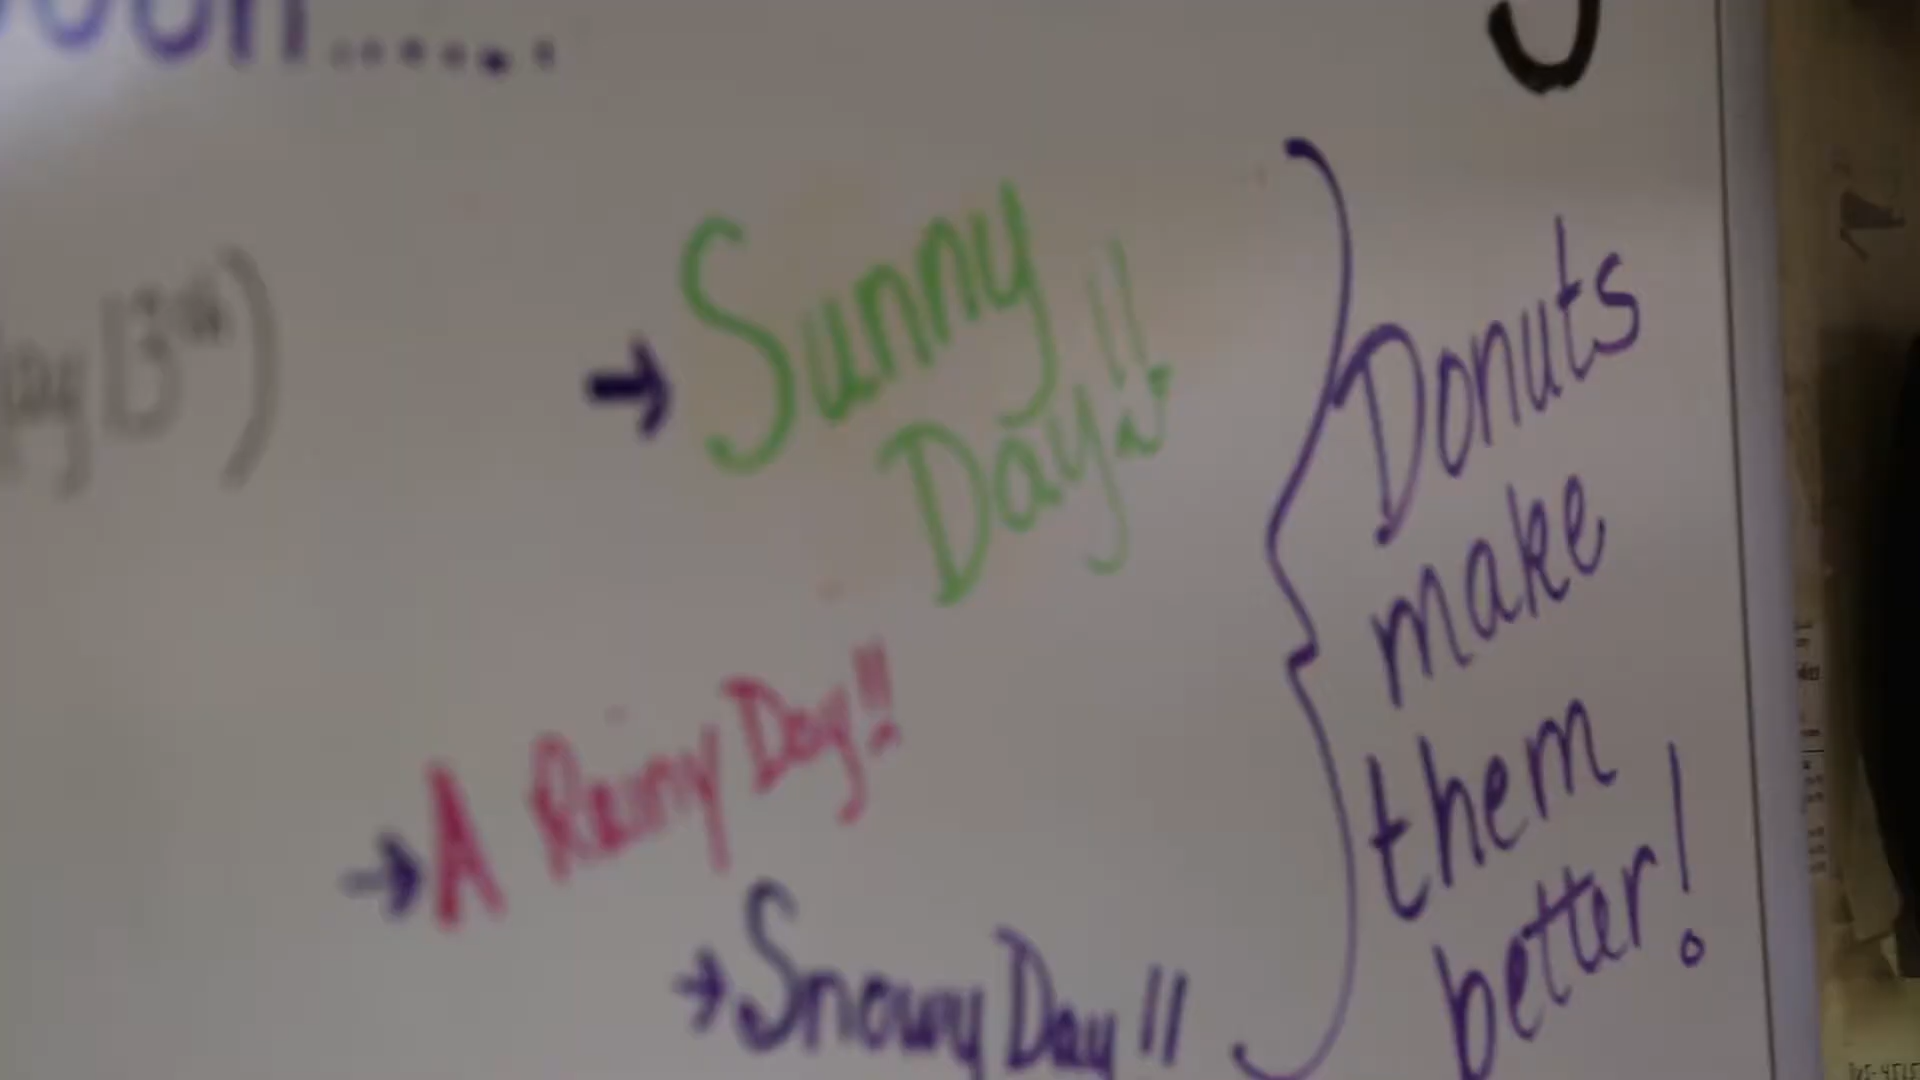 Sunny
Day!!
A Rainy Day!!
Snowy Day!!
Donuts
make
them
better!